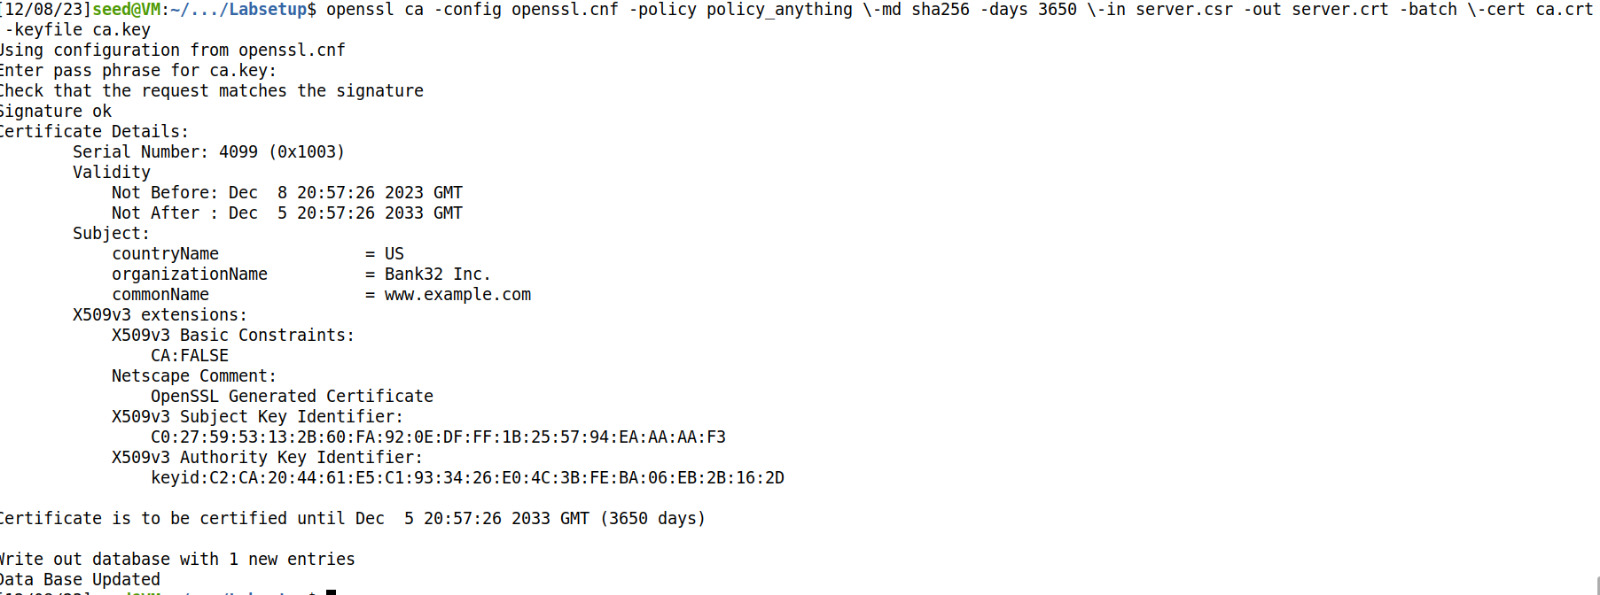 [12/08/23]seed@VM:~/.../Labsetup$ openssl ca -config openssl.cnf -policy policy_anything \-md sha256 -days 3650 \-in server.csr -out server.crt -batch \-cert ca.crt
 -keyfile ca.key
Using configuration from openssl.cnf
Enter pass phrase for ca.key:
Check that the request matches the signature
Signature ok
Certificate Details:
        Serial Number: 4099 (0x1003)
        Validity
            Not Before: Dec  8 20:57:26 2023 GMT
            Not After : Dec  5 20:57:26 2033 GMT
        Subject:
            countryName               = US
            organizationName          = Bank32 Inc.
            commonName                = www.example.com
        X509v3 extensions:
            X509v3 Basic Constraints:
                CA:FALSE
            Netscape Comment:
                OpenSSL Generated Certificate
            X509v3 Subject Key Identifier:
                C0:27:59:53:13:2B:60:FA:92:0E:DF:FF:1B:25:57:94:EA:AA:AA:F3
            X509v3 Authority Key Identifier:
                keyid:C2:CA:20:44:61:E5:C1:93:34:26:E0:4C:3B:FE:BA:06:EB:2B:16:2D
Certificate is to be certified until Dec  5 20:57:26 2033 GMT (3650 days)
Write out database with 1 new entries
Data Base Updated
[12/08/23]seed@VM:~/.../Labsetup$